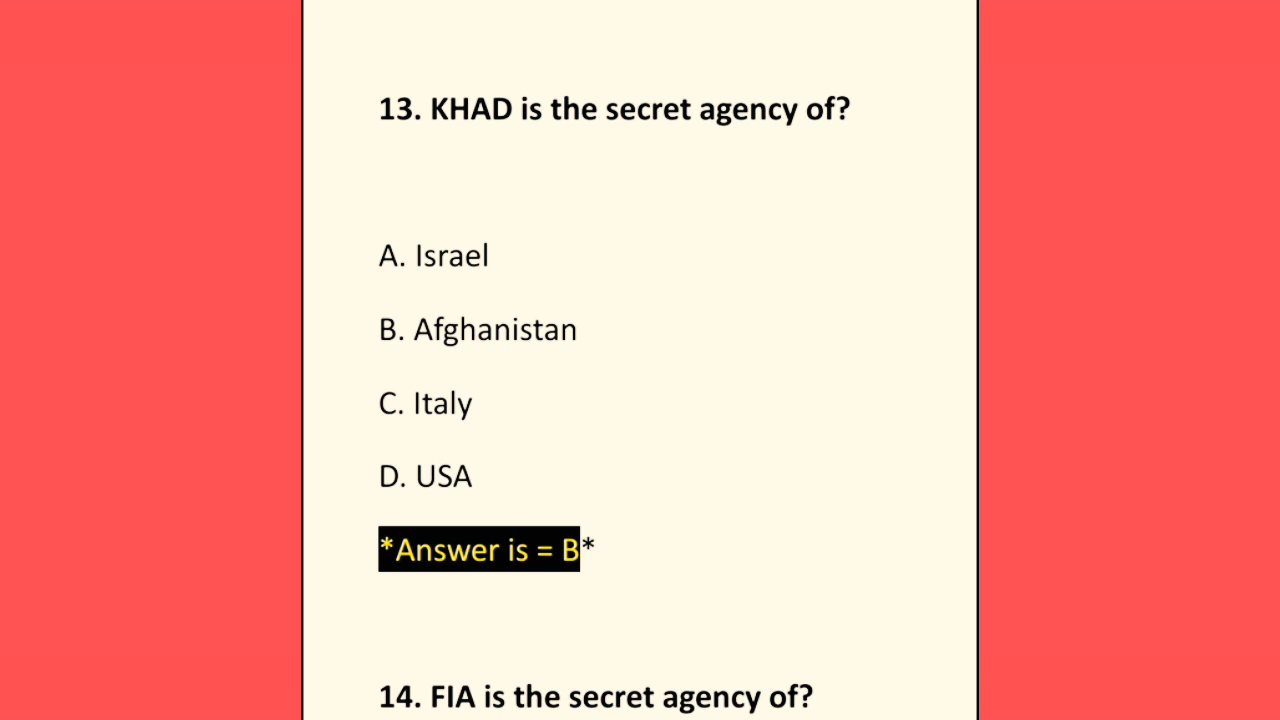 13. KHAD is the secret agency of?
A. Israel
B. Afghanistan
C. Italy
D. USA
*Answer is = B*
14. FIA is the secret agency of?